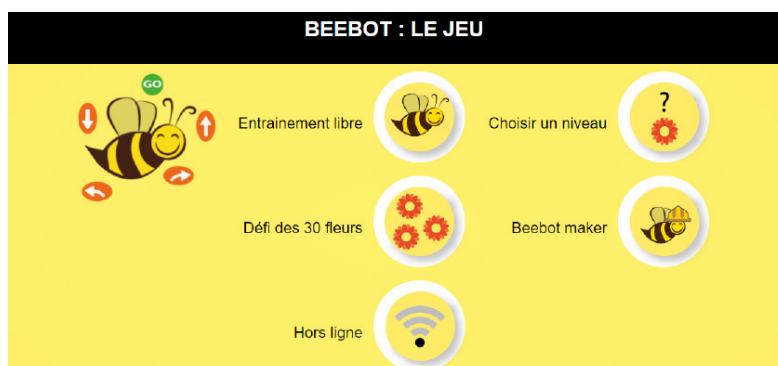 BEEBOT : LE JEU
GO
Entrainement libre
?
Choisir un niveau
Défi des 30 fleurs
Beebot maker
Hors ligne